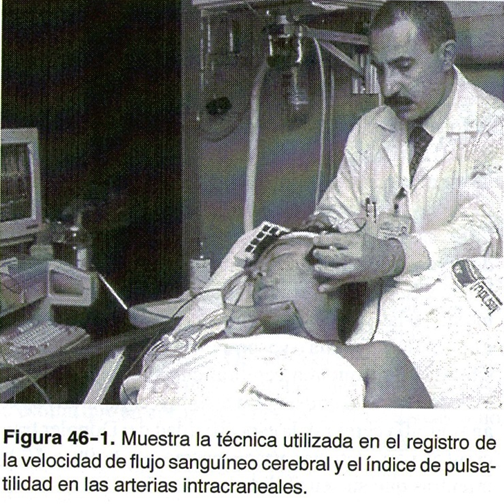 Figura 46-1. Muestra la técnica utilizada en el registro de
la velocidad de flujo sanguíneo cerebral y el índice de pulsa-
tilidad en las arterias intracraneales.